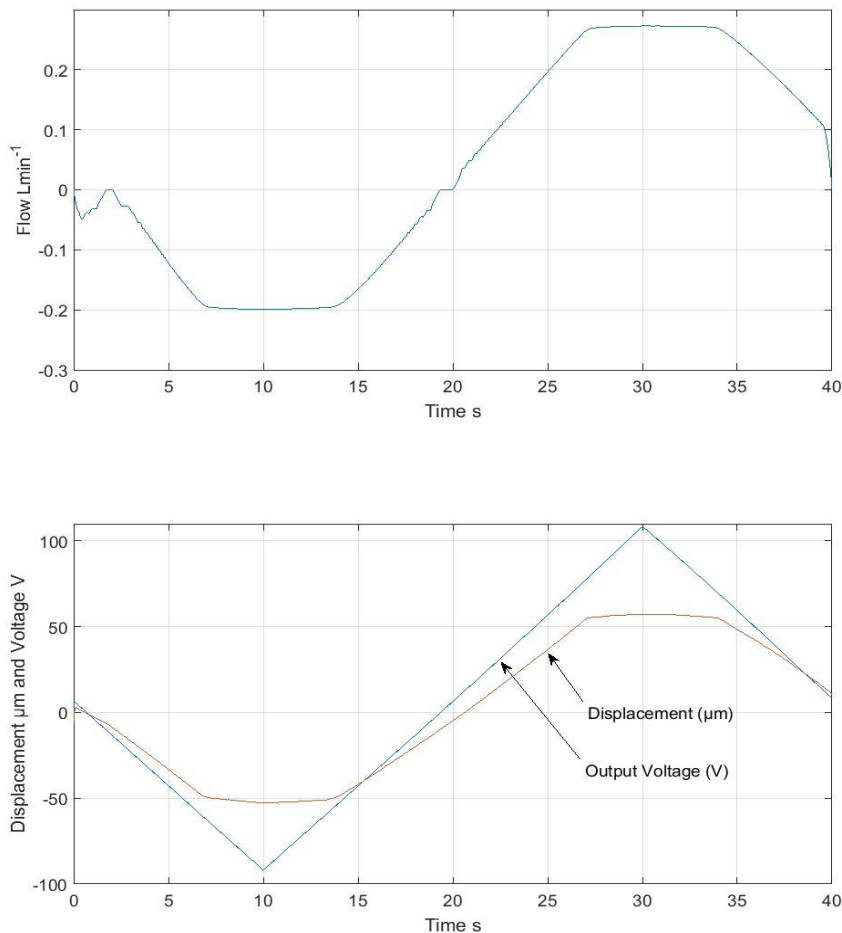 0.2
0.1
0
-0.1
-0.2
-0.3
Flow Lmin-1
0 5 10 15 20 25 30 35 40
Time s
100
50
0
-50
-100
Displacement µm and Voltage V
Displacement (µm)
Output Voltage (V)
0 5 10 15 20 25 30 35 40
Time s